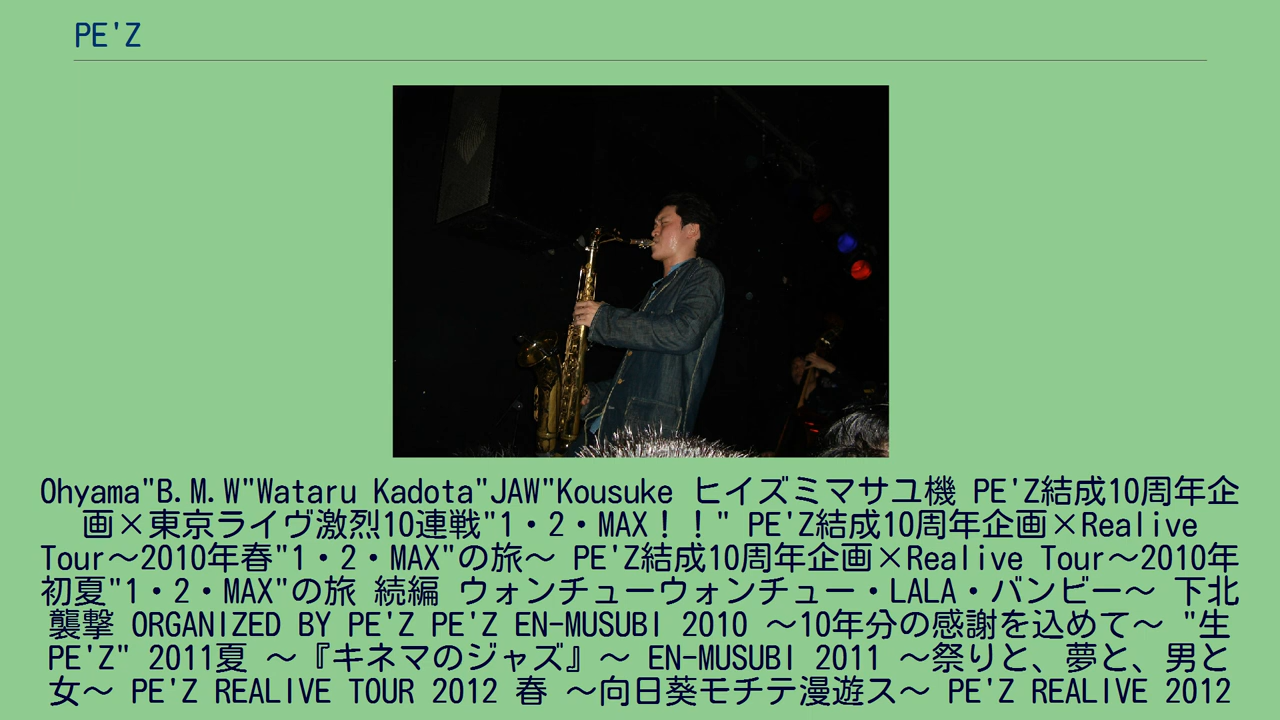 PE'Z
Ohyama"B.M.W"Wataru Kadota"JAW"Kousuke ヒイズミマサユ機 PE'Z結成10周年企
画×東京ライヴ激烈10連戦"1・2・MAX！！" PE'Z結成10周年企画×Realive
Tour～2010年春"1・2・MAX"の旅～ PE'Z結成10周年企画×Realive Tour～2010年
初夏"1・2・MAX"の旅 続編 ウォンチューウォンチュー・LALA・バンビー～ 下北
襲撃 ORGANIZED BY PE'Z PE'Z EN-MUSUBI 2010 ～10年分の感謝を込めて～ "生
PE'Z" 2011夏 ～『キネマのジャズ』～ EN-MUSUBI 2011 ～祭りと、夢と、男と
女～ PE'Z REALIVE TOUR 2012 春 ～向日葵モチテ漫遊ス～ PE'Z REALIVE 2012